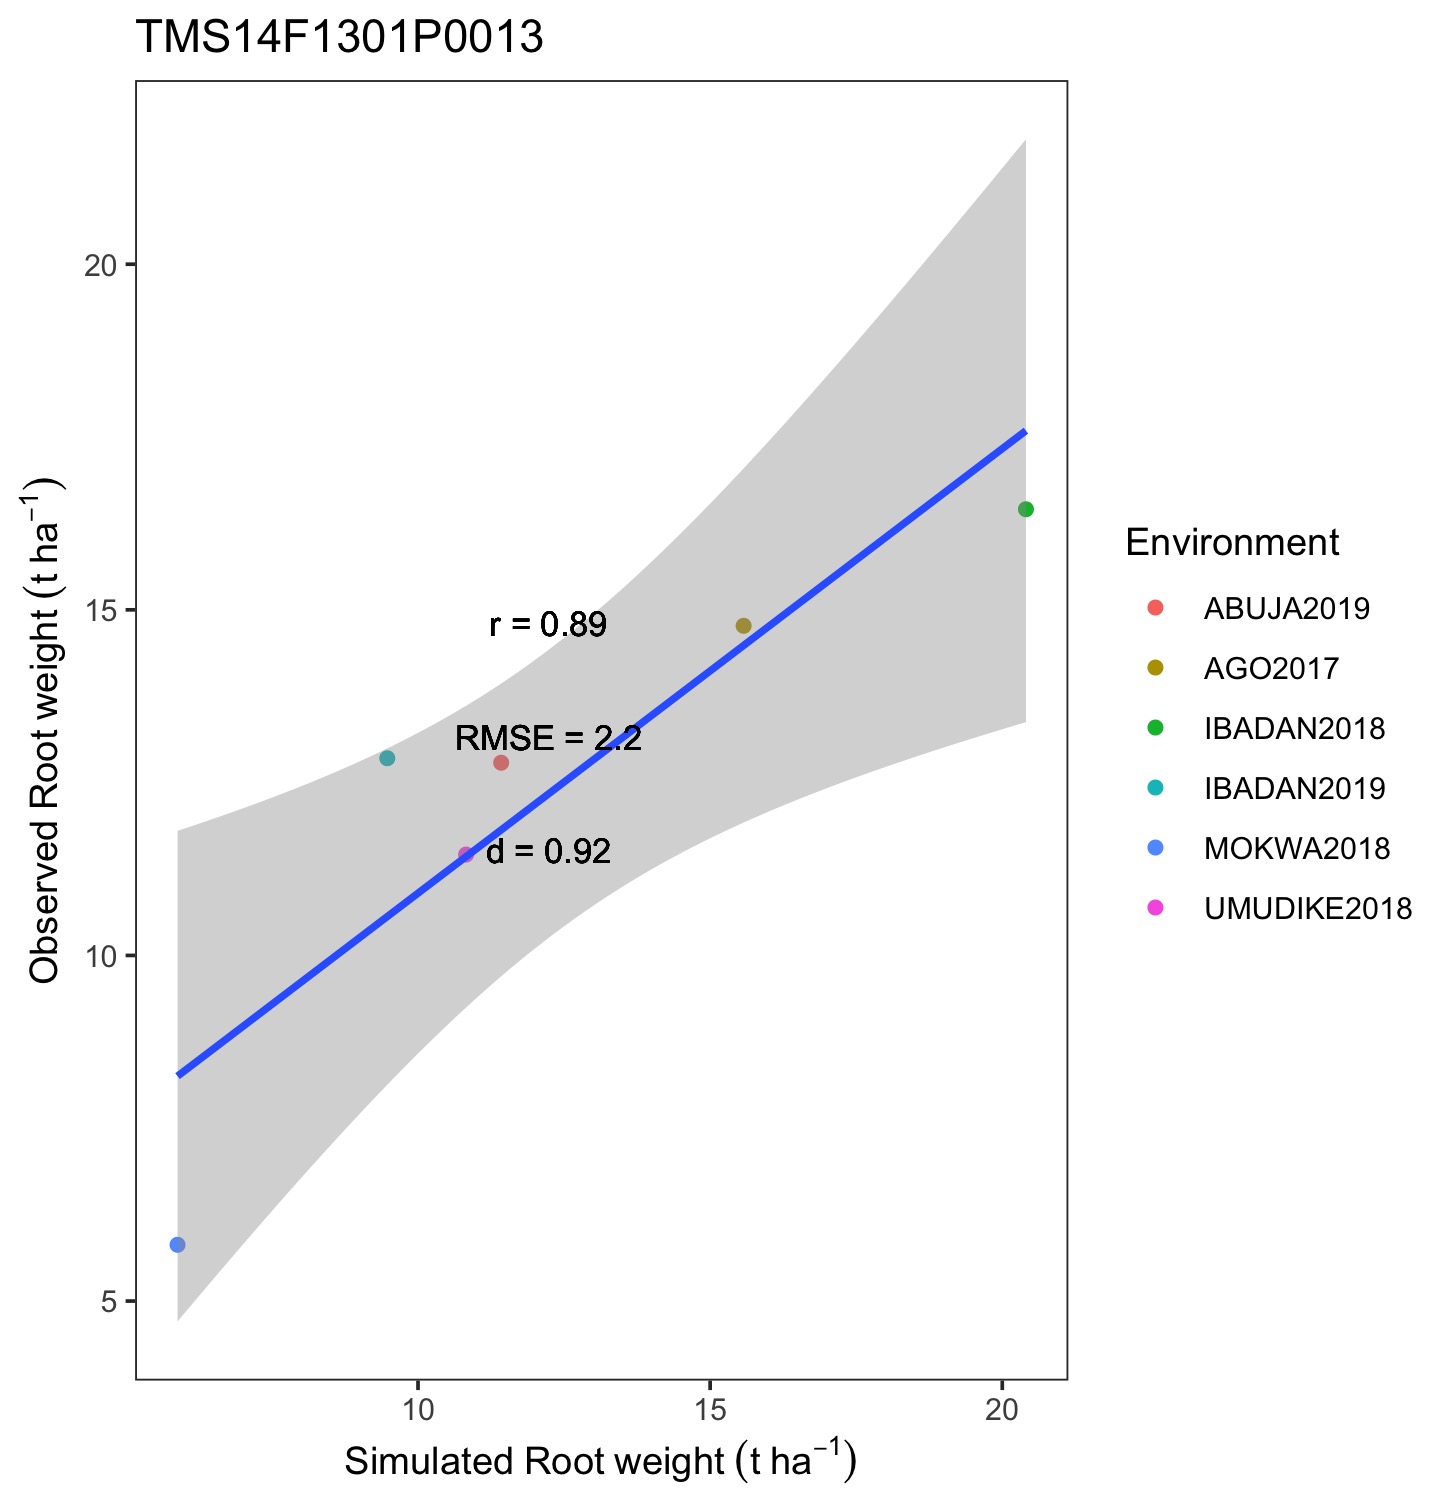 TMS14F1301P0013
Observed Root weight (t ha⁻¹)
20
15
10
5
r = 0.89
RMSE = 2.2
d = 0.92
10 15 20
Simulated Root weight (t ha⁻¹)
Environment
ABUJA2019
AGO2017
IBADAN2018
IBADAN2019
MOKWA2018
UMUDIKE2018